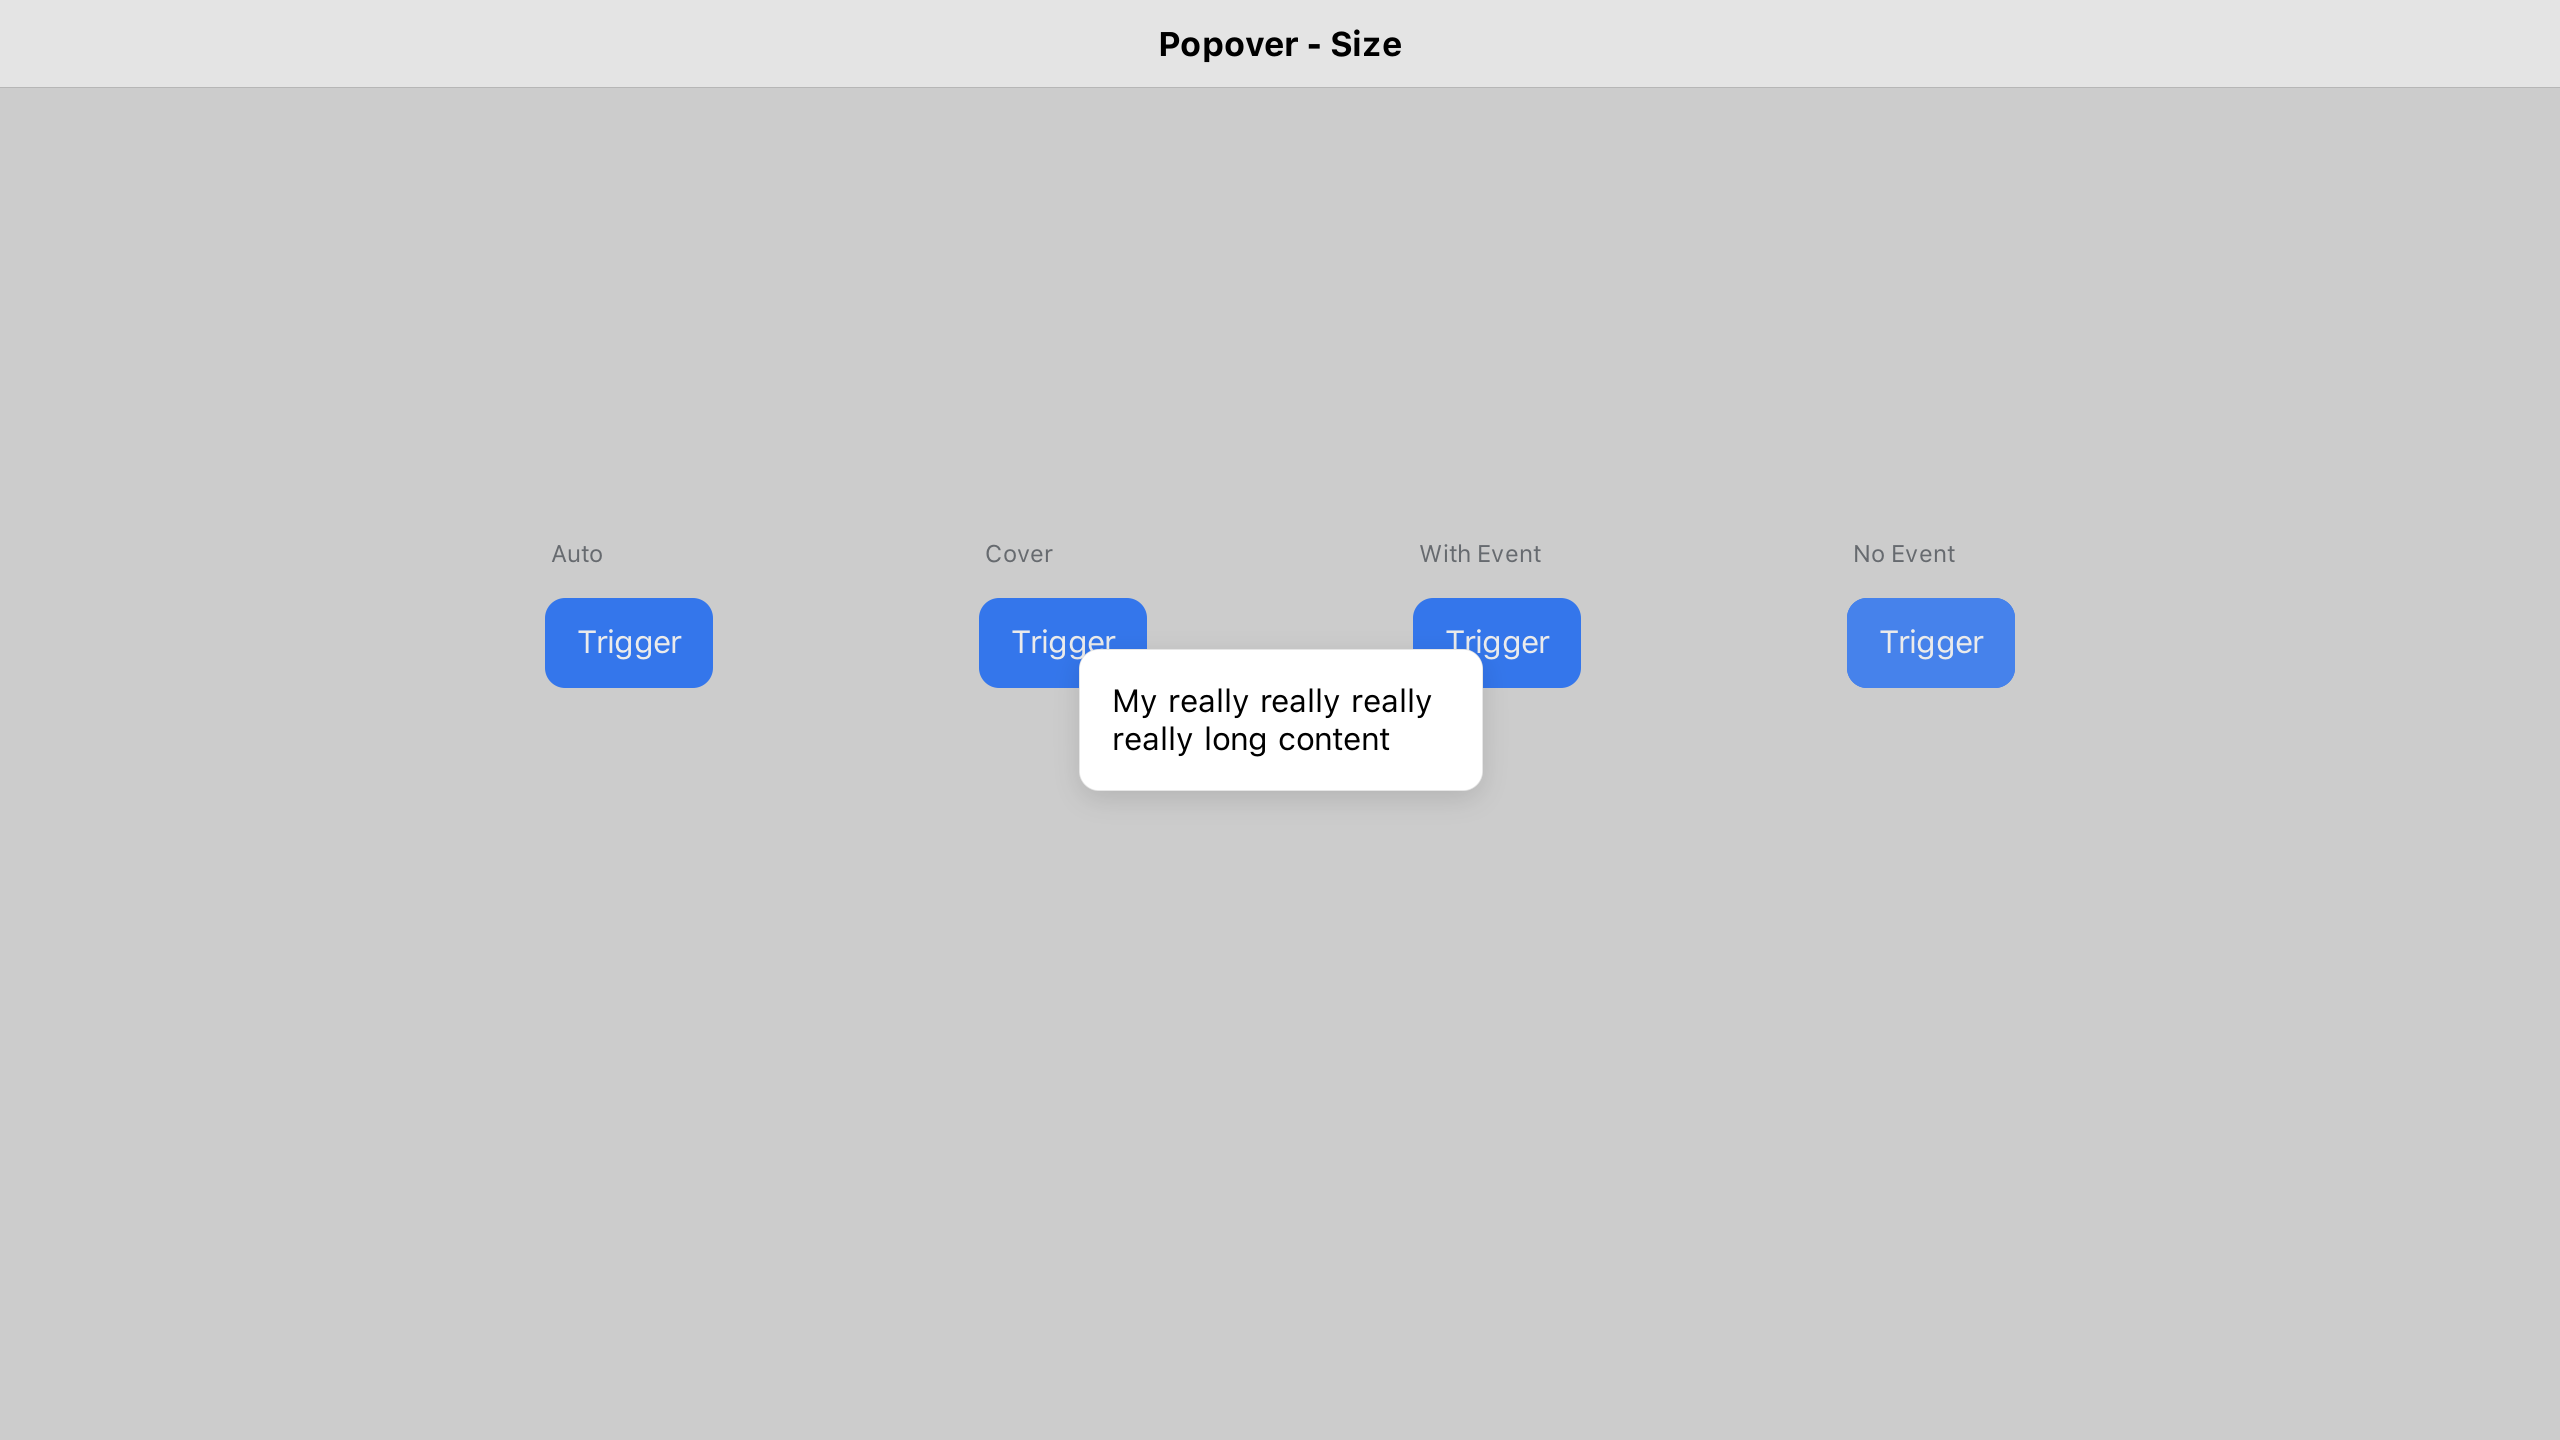 Popover - Size
Auto
Cover
With Event
No Event
Trigger
Trigger
Trigger
Trigger
My really really really
really long content